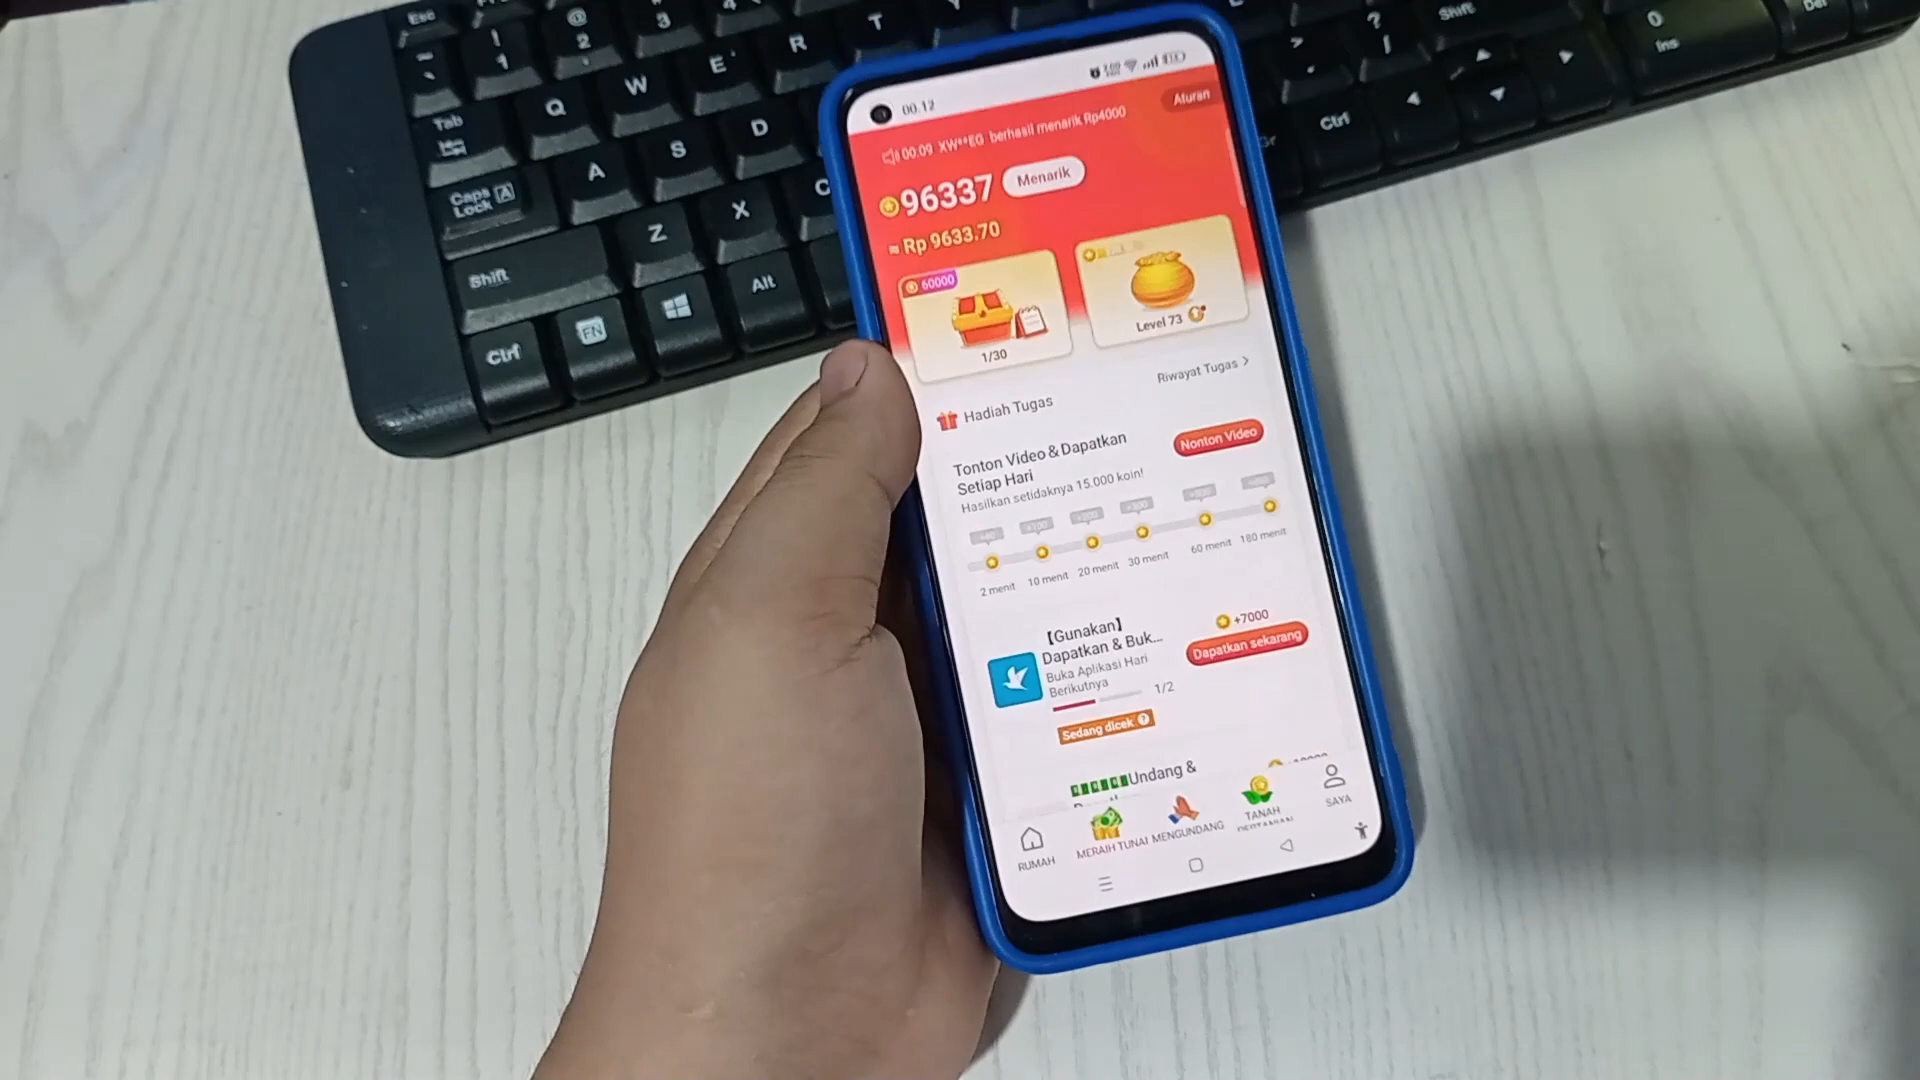 Esc
@
!
2
1
3
4
~
`
T
R
E
W
Q
Tab
D
S
A
Caps Lock A
C
X
Z
Shift
Alt
FN
Ctrl
?
/
>
.
Shift
0
Ins
Del
Ctrl
00.12
Aturan
00:09 XW**EG berhasil menarik Rp4000
96337
Menarik
≈ Rp 9633.70
60000
1/30
Level 73
Riwayat Tugas >
Hadiah Tugas
Tonton Video & Dapatkan
Setiap Hari
Nonton Video
Hasilkan setidaknya 15.000 koin!
2 menit 10 menit 20 menit 30 menit 60 menit 180 menit
【Gunakan】
Dapatkan & Buk...
Buka Aplikasi Hari
Berikutnya
+7000
Dapatkan sekarang
1/2
Sedang dicek ?
Undang &
RUMAH
MERAIH TUNAI
MENGUNDANG
TANAH
SAYA